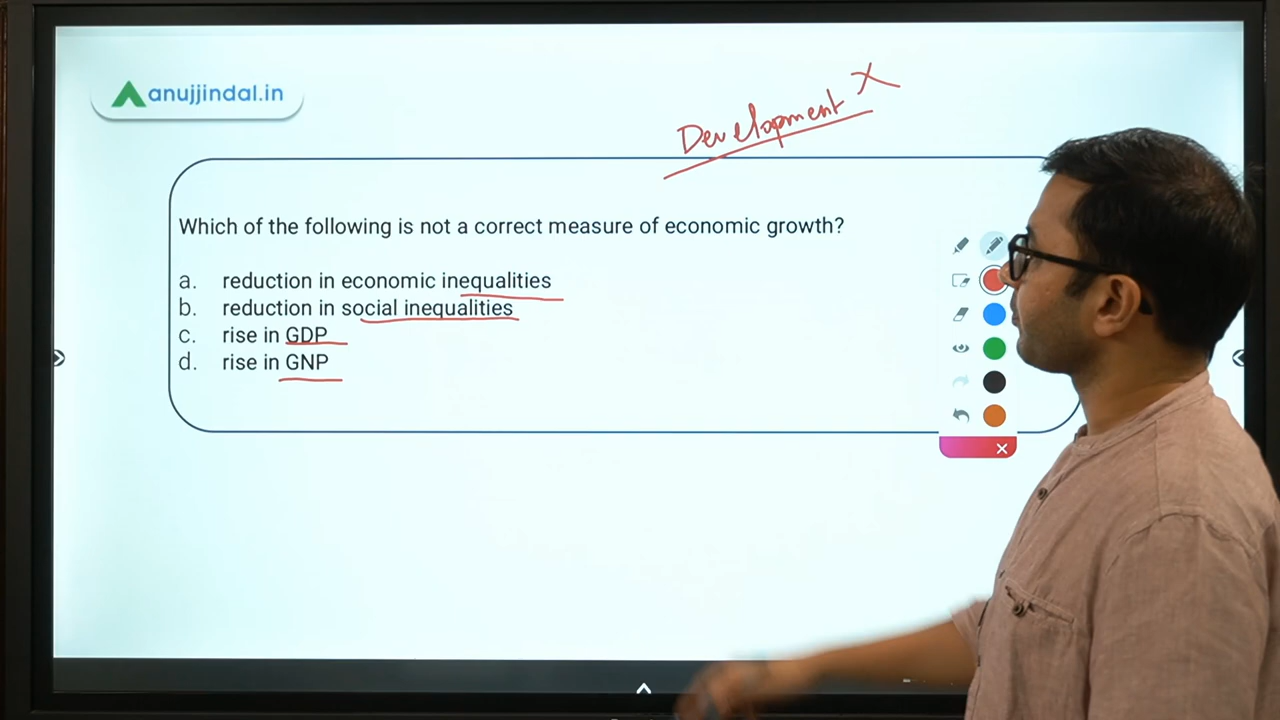 anujjindal.in
Development X
Which of the following is not a correct measure of economic growth?
a. reduction in economic inequalities
b. reduction in social inequalities
c. rise in GDP
d. rise in GNP